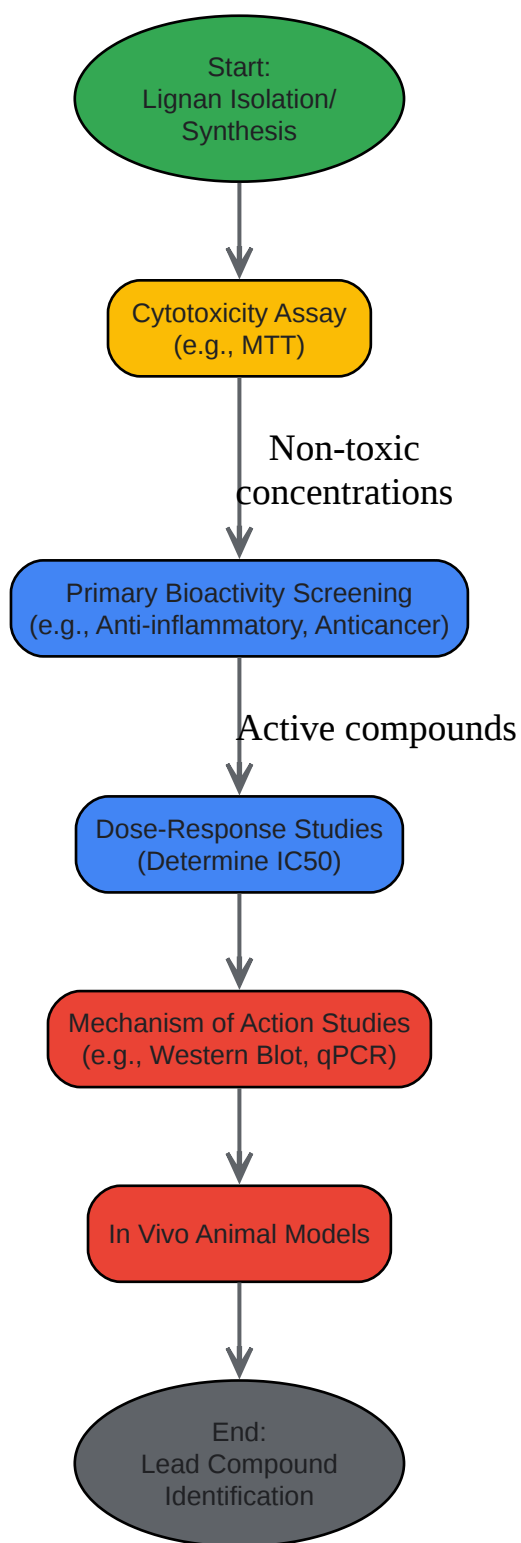 Start:
Lignan Isolation/
Synthesis
Cytotoxicity Assay
(e.g., MTT)
Non-toxic
concentrations
Primary Bioactivity Screening
(e.g., Anti-inflammatory, Anticancer)
Active compounds
Dose-Response Studies
(Determine IC50)
Mechanism of Action Studies
(e.g., Western Blot, qPCR)
In Vivo Animal Models
End:
Lead Compound
Identification